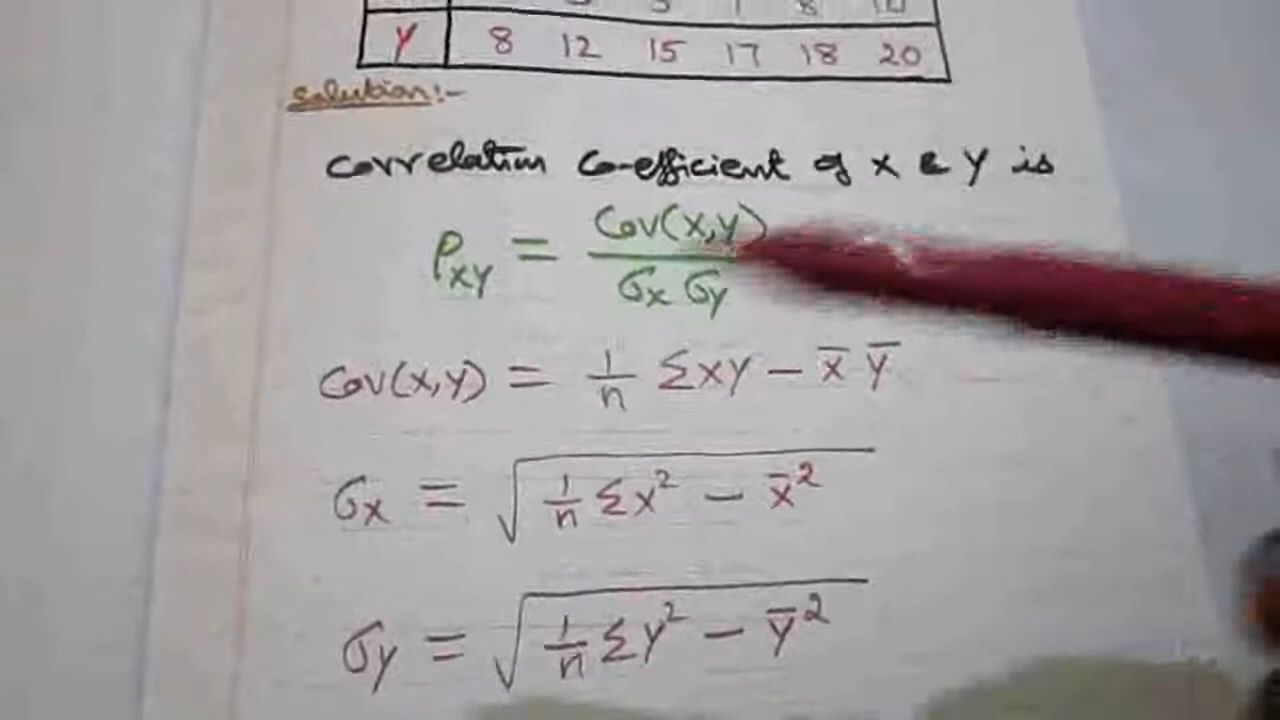 Y 8 12 15 17 18 20
Solution:-
Correlation Co-efficient of X & Y is
ρxy = Cov(x,y) / σx σy
Cov(x,y) = 1/n Σxy - x̄ ȳ
σx = √(1/n Σx² - x̄²)
σy = √(1/n Σy² - ȳ²)